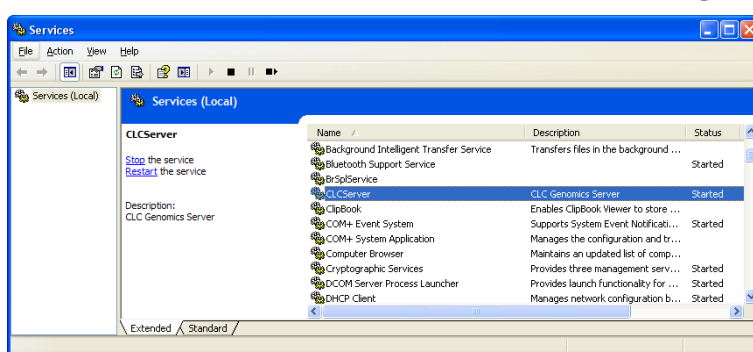 Services
File Action View Help
Services (Local)
Services (Local)
CLCServer
Stop the service
Restart the service
Description:
CLC Genomics Server
Name Description Status
Background Intelligent Transfer Service Transfers files in the background ...
Bluetooth Support Service Started
BrSplService
CLCServer CLC Genomics Server Started
ClipBook Enables ClipBook Viewer to store ...
COM+ Event System Supports System Event Notificati... Started
COM+ System Application Manages the configuration and tr...
Computer Browser Maintains an updated list of comp...
Cryptographic Services Provides three management serv... Started
DCOM Server Process Launcher Provides launch functionality for ... Started
DHCP Client Manages network configuration b... Started
Extended Standard